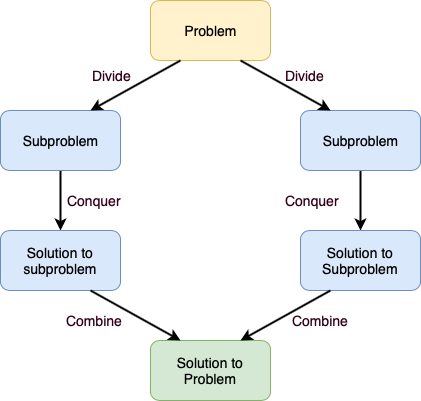 Problem
Divide
Divide
Subproblem
Subproblem
Conquer
Conquer
Solution to
subproblem
Solution to
Subproblem
Combine
Combine
Solution to
Problem